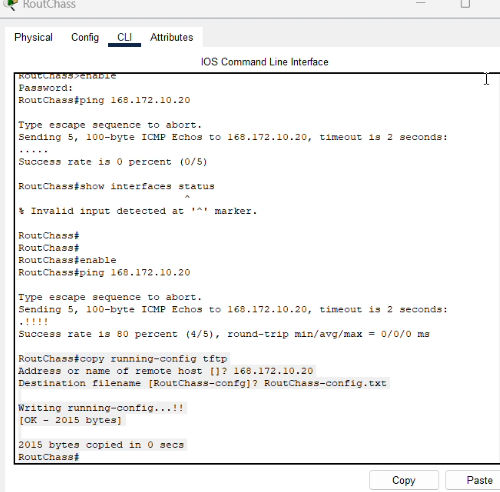 RoutChass
Physical Config CLI Attributes
IOS Command Line Interface
RoutChass>enable
Password:
RoutChass#ping 168.172.10.20
Type escape sequence to abort.
Sending 5, 100-byte ICMP Echos to 168.172.10.20, timeout is 2 seconds:
.....
Success rate is 0 percent (0/5)
RoutChass#show interfaces status
^
% Invalid input detected at '^' marker.
RoutChass#
RoutChass#
RoutChass#enable
RoutChass#ping 168.172.10.20
Type escape sequence to abort.
Sending 5, 100-byte ICMP Echos to 168.172.10.20, timeout is 2 seconds:
.!!!!
Success rate is 80 percent (4/5), round-trip min/avg/max = 0/0/0 ms
RoutChass#copy running-config tftp
Address or name of remote host []? 168.172.10.20
Destination filename [RoutChass-confg]? RoutChass-config.txt
Writing running-config...!!
[OK - 2015 bytes]
2015 bytes copied in 0 secs
RoutChass#
Copy Paste